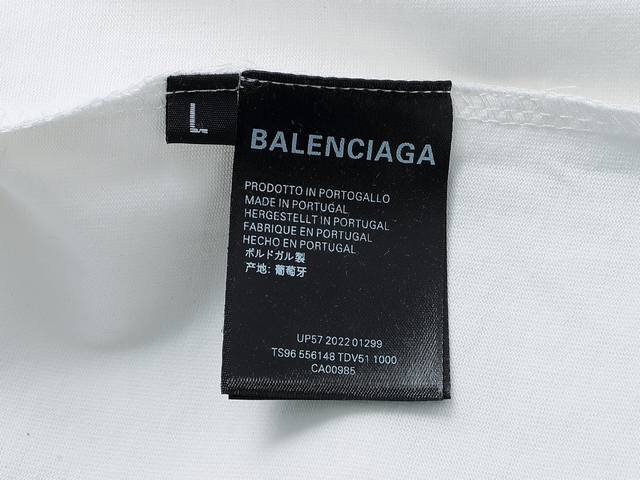 L
BALENCIAGA
PRODOTTO IN PORTOGALLO
MADE IN PORTUGAL
HERGESTELLT IN PORTUGAL
FABRIQUE EN PORTUGAL
HECHO EN PORTUGAL
ポルドガル製
产地: 葡萄牙
UP57 2022 01299
TS96 556148 TDV51 1000
CA00985